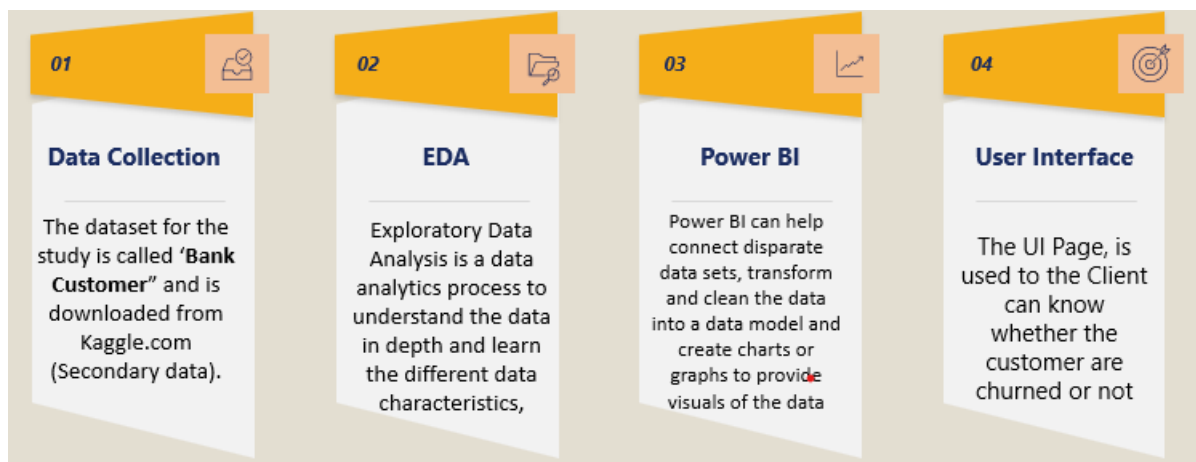 01
Data Collection
The dataset for the
study is called ‘Bank
Customer” and is
downloaded from
Kaggle.com
(Secondary data).
02
EDA
Exploratory Data
Analysis is a data
analytics process to
understand the data
in depth and learn
the different data
characteristics,
03
Power BI
Power BI can help
connect disparate
data sets, transform
and clean the data
into a data model and
create charts or
graphs to provide
visuals of the data
04
User Interface
The UI Page, is
used to the Client
can know
whether the
customer are
churned or not